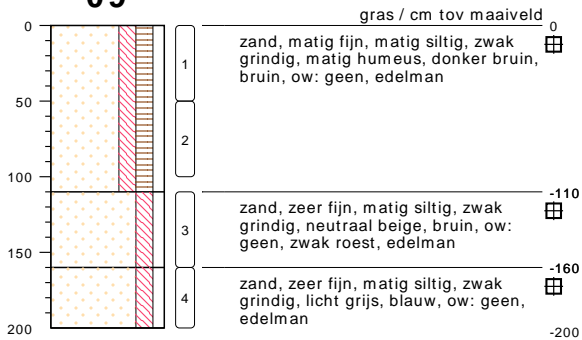 09
gras / cm tov maaiveld
0
0
zand, matig fijn, matig siltig, zwak
grindig, matig humeus, donker bruin,
bruin, ow: geen, edelman
1
50
2
100
-110
zand, zeer fijn, matig siltig, zwak
grindig, neutraal beige, bruin, ow:
geen, zwak roest, edelman
3
150
-160
zand, zeer fijn, matig siltig, zwak
grindig, licht grijs, blauw, ow: geen,
edelman
4
200
-200